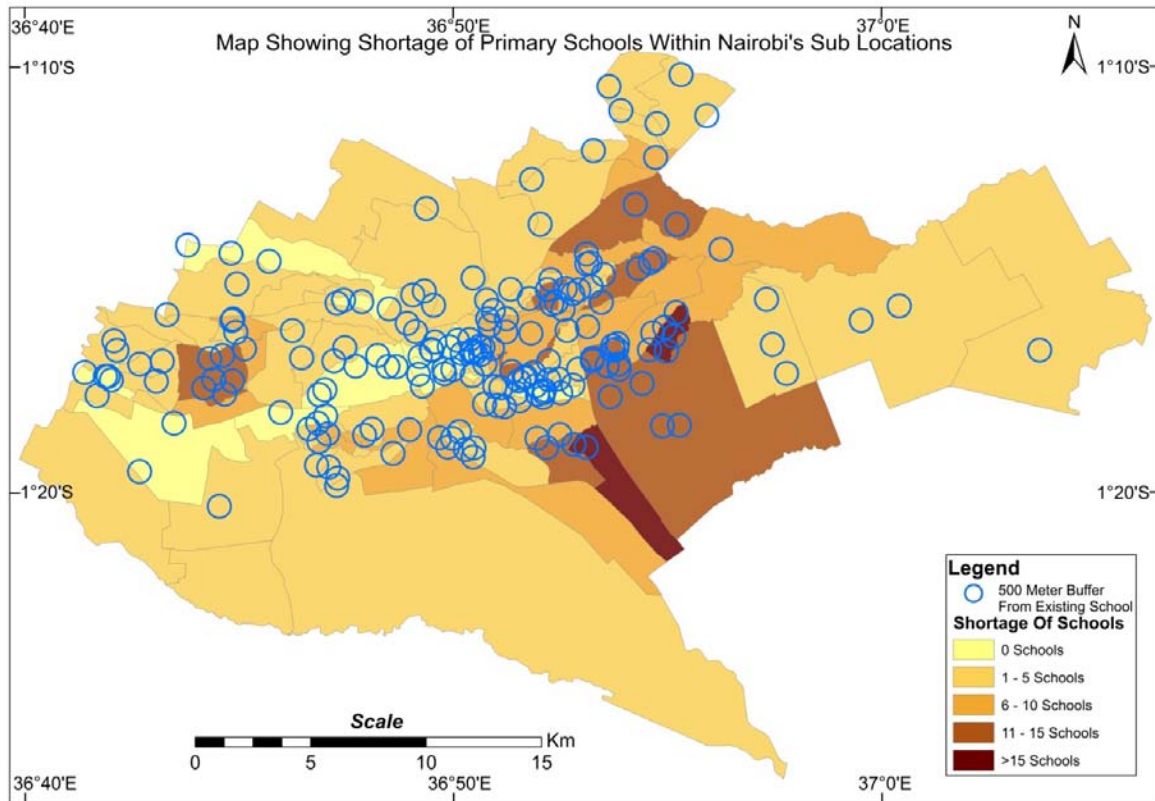 36°40'E
36°50'E
37°0'E
Map Showing Shortage of Primary Schools Within Nairobi's Sub Locations
N
1°10'S
1°10'S
1°20'S
1°20'S
Legend
500 Meter Buffer
From Existing School
Shortage Of Schools
0 Schools
1 - 5 Schools
6 - 10 Schools
11 - 15 Schools
>15 Schools
Scale
Km
0 5 10 15
36°40'E
36°50'E
37°0'E